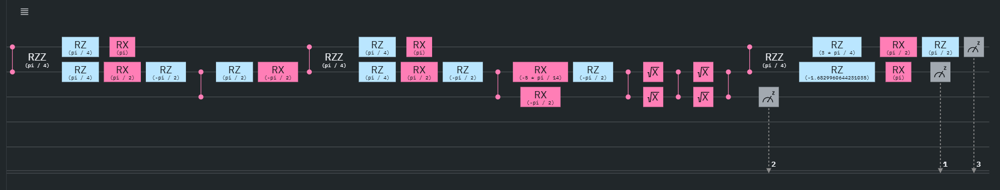 RZ (pi / 4) RX (pi) RZ (pi / 4) RX (pi) RZ (3 * pi / 4) RX (pi / 2) RZ (pi / 2) z
RZZ (pi / 4) RZZ (pi / 4) RZZ (pi / 4)
RZ (pi / 4) RX (pi / 2) RZ (-pi / 2) RZ (pi / 2) RX (-pi / 2) RZ (pi / 4) RX (pi / 2) RZ (-pi / 2) RX (-5 * pi / 14) RZ (-pi / 2) √X √X RZ (-1.6829960644231035) RX (pi) z
RX (-pi / 2) √X √X z
2 1 3